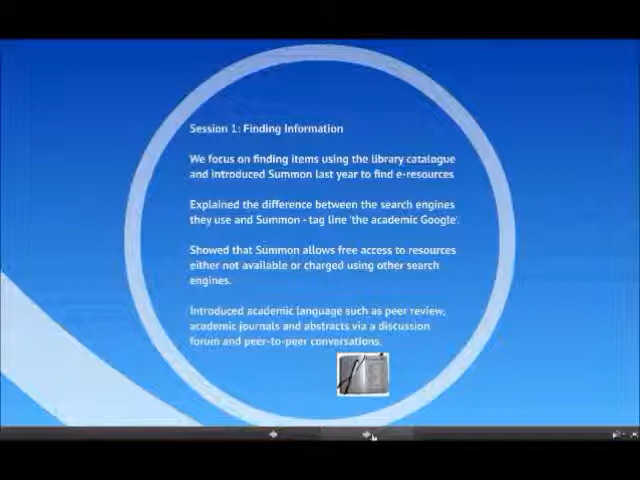 Session 1: Finding Information
We focus on finding items using the library catalogue
and introduced Summon last year to find e-resources
Explained the difference between the search engines
they use and Summon - tag line 'the academic Google'.
Showed that Summon allows free access to resources
either not available or charged using other search
engines.
Introduced academic language such as peer review,
academic journals and abstracts via a discussion
forum and peer-to-peer conversations.